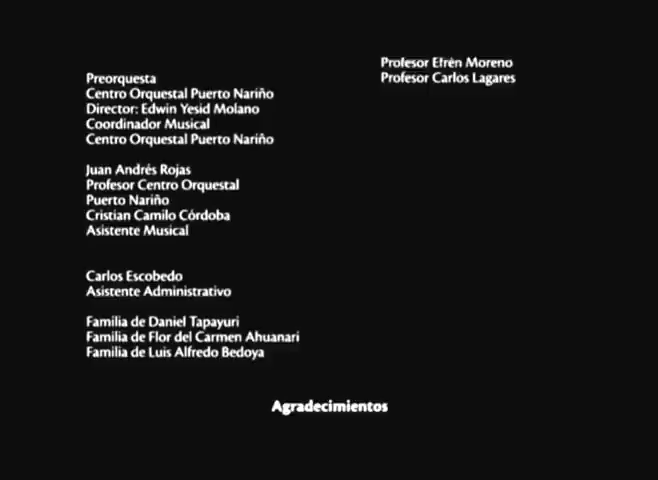 Preorquesta
Centro Orquestal Puerto Nariño
Director: Edwin Yesid Molano
Coordinador Musical
Centro Orquestal Puerto Nariño
Juan Andrés Rojas
Profesor Centro Orquestal
Puerto Nariño
Cristian Camilo Córdoba
Asistente Musical
Carlos Escobedo
Asistente Administrativo
Familia de Daniel Tapayuri
Familia de Flor del Carmen Ahuanari
Familia de Luis Alfredo Bedoya
Profesor Efrén Moreno
Profesor Carlos Lagares
Agradecimientos